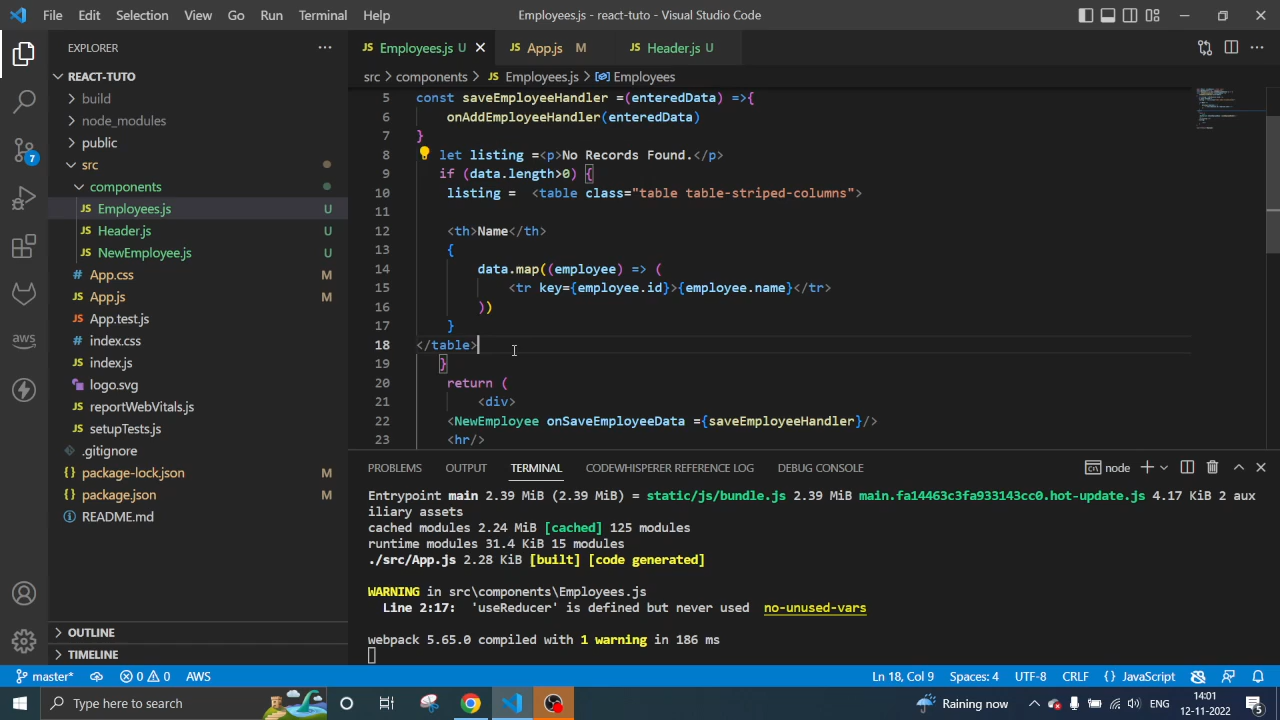 File Edit Selection View Go Run Terminal Help Employees.js - react-tuto - Visual Studio Code
EXPLORER
REACT-TUTO
build
node_modules
public
src
components
Employees.js U
Header.js U
NewEmployee.js U
App.css M
App.js M
App.test.js
index.css
index.js
logo.svg
reportWebVitals.js
setupTests.js
.gitignore
package-lock.json M
package.json M
README.md
OUTLINE
TIMELINE
7
aws
JS Employees.js U JS App.js M JS Header.js U
src > components > JS Employees.js > Employees
5 const saveEmployeeHandler =(enteredData) =>{
6 onAddEmployeeHandler(enteredData)
7 }
8 let listing =<p>No Records Found.</p>
9 if (data.length>0) {
10 listing = <table class="table table-striped-columns">
11
12 <th>Name</th>
13 {
14 data.map((employee) => (
15 <tr key={employee.id}>{employee.name}</tr>
16 ))
17 }
18 </table>
19 }
20 return (
21 <div>
22 <NewEmployee onSaveEmployeeData ={saveEmployeeHandler}/>
23 <hr/>
PROBLEMS OUTPUT TERMINAL CODEWHISPERER REFERENCE LOG DEBUG CONSOLE node
Entrypoint main 2.39 MiB (2.39 MiB) = static/js/bundle.js 2.39 MiB main.fa14463c3fa933143cc0.hot-update.js 4.17 KiB 2 aux
iliary assets
cached modules 2.24 MiB [cached] 125 modules
runtime modules 31.4 KiB 15 modules
./src/App.js 2.28 KiB [built] [code generated]
WARNING in src\components\Employees.js
Line 2:17: 'useReducer' is defined but never used no-unused-vars
webpack 5.65.0 compiled with 1 warning in 186 ms
master* 0 0 AWS Ln 18, Col 9 Spaces: 4 UTF-8 CRLF {} JavaScript
Type here to search Raining now ENG 14:01
12-11-2022 5